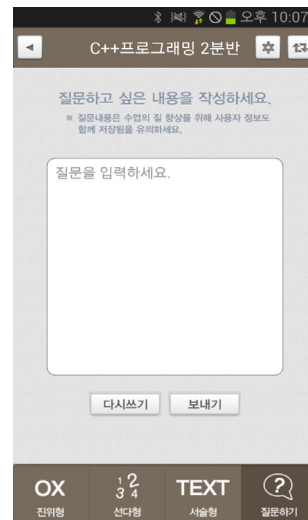 오후 10:07
C++프로그래밍 2분반
질문하고 싶은 내용을 작성하세요.
※ 질문내용은 수업의 질 향상을 위해 사용자 정보도
함께 저장됨을 유의하세요.
질문을 입력하세요.
다시쓰기 보내기
OX 1 2 3 4 TEXT ?
진위형 선다형 서술형 질문하기